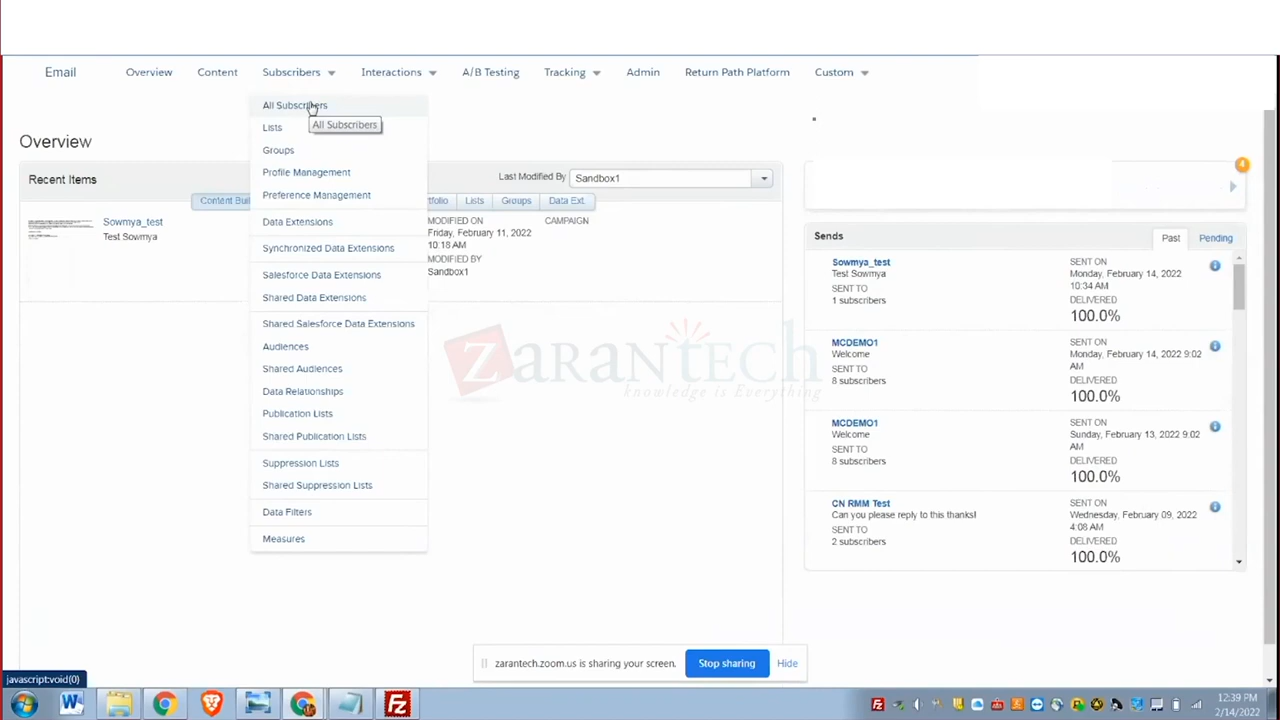 Email
Overview
Content
Subscribers
Interactions
A/B Testing
Tracking
Admin
Return Path Platform
Custom
All Subscribers
All Subscribers
Lists
Groups
Profile Management
Preference Management
Data Extensions
Synchronized Data Extensions
Salesforce Data Extensions
Shared Data Extensions
Shared Salesforce Data Extensions
Audiences
Shared Audiences
Data Relationships
Publication Lists
Shared Publication Lists
Suppression Lists
Shared Suppression Lists
Data Filters
Measures
Overview
Recent Items
Last Modified By
Sandbox1
Content Buil
rtfolio
Lists
Groups
Data Ext.
Sowmya_test
Test Sowmya
MODIFIED ON
Friday, February 11, 2022
10:18 AM
MODIFIED BY
Sandbox1
CAMPAIGN
4
Sends
Past
Pending
Sowmya_test
Test Sowmya
SENT TO
1 subscribers
SENT ON
Monday, February 14, 2022
10:34 AM
DELIVERED
100.0%
MCDEMO1
Welcome
SENT TO
8 subscribers
SENT ON
Monday, February 14, 2022 9:02
AM
DELIVERED
100.0%
MCDEMO1
Welcome
SENT TO
8 subscribers
SENT ON
Sunday, February 13, 2022 9:02
AM
DELIVERED
100.0%
CN RMM Test
Can you please reply to this thanks!
SENT TO
2 subscribers
SENT ON
Wednesday, February 09, 2022
4:08 AM
DELIVERED
100.0%
ZaranTech
knowledge is Everything
zarantech.zoom.us is sharing your screen.
Stop sharing
Hide
javascript:void(0)
12:39 PM
2/14/2022